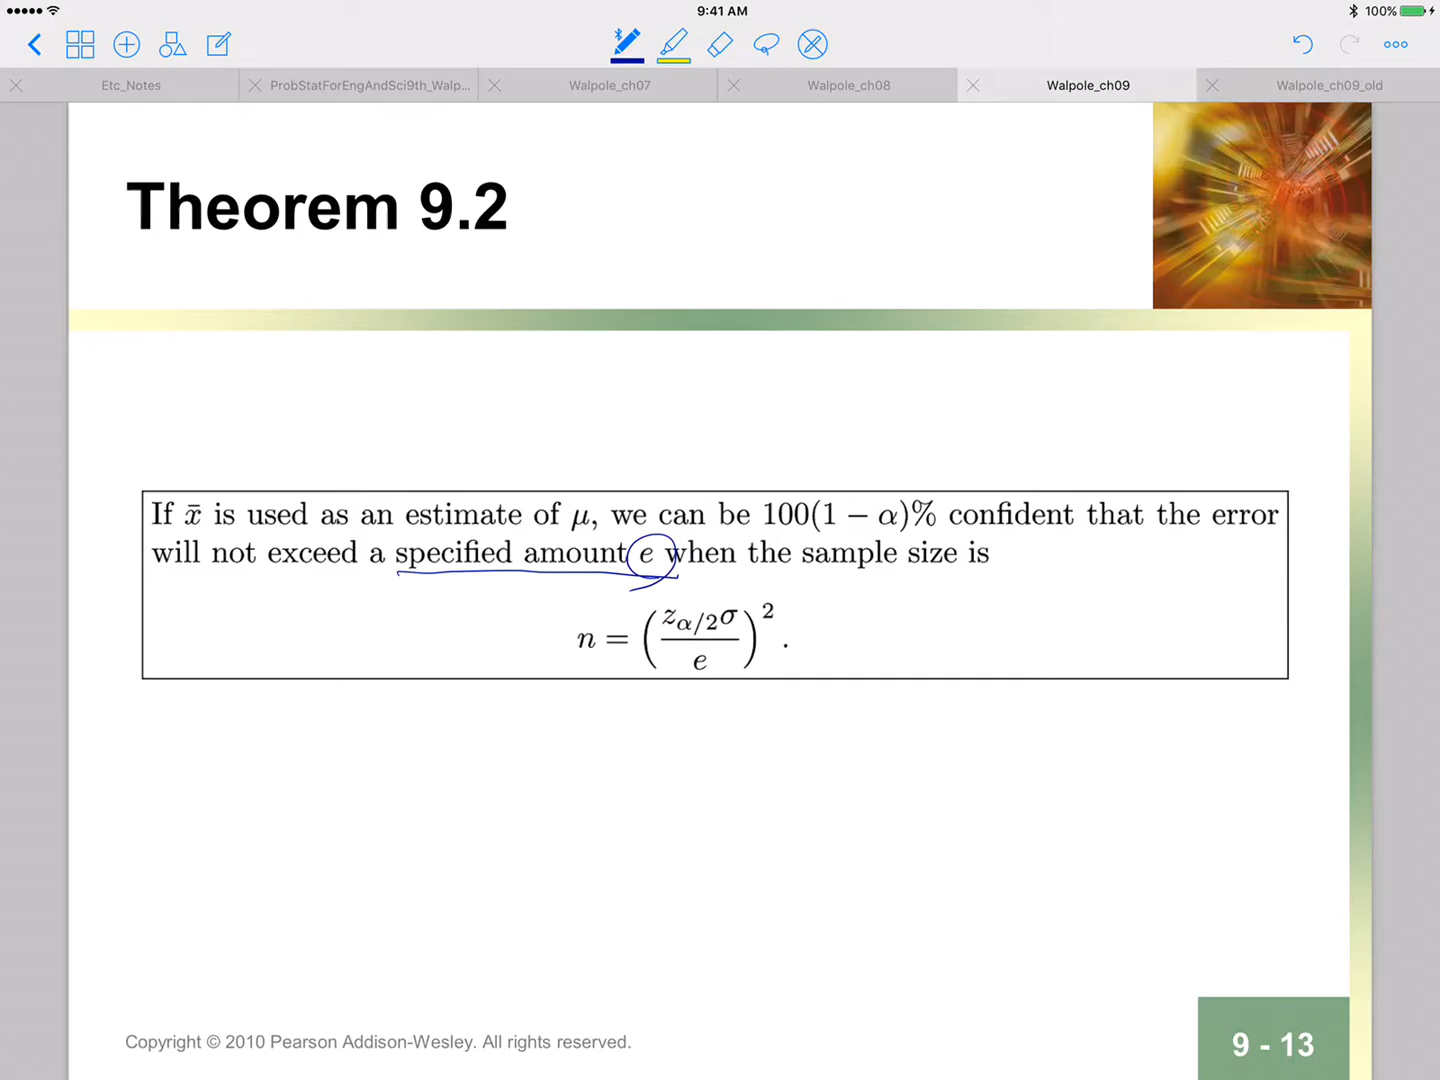 9:41 AM
100%
Etc_Notes
ProbStatForEngAndSci9th_Walp...
Walpole_ch07
Walpole_ch08
Walpole_ch09
Walpole_ch09_old
Theorem 9.2
If x̄ is used as an estimate of μ, we can be 100(1 − α)% confident that the error
will not exceed a specified amount e when the sample size is
n = (zα/2σ / e)².
Copyright © 2010 Pearson Addison-Wesley. All rights reserved.
9 - 13